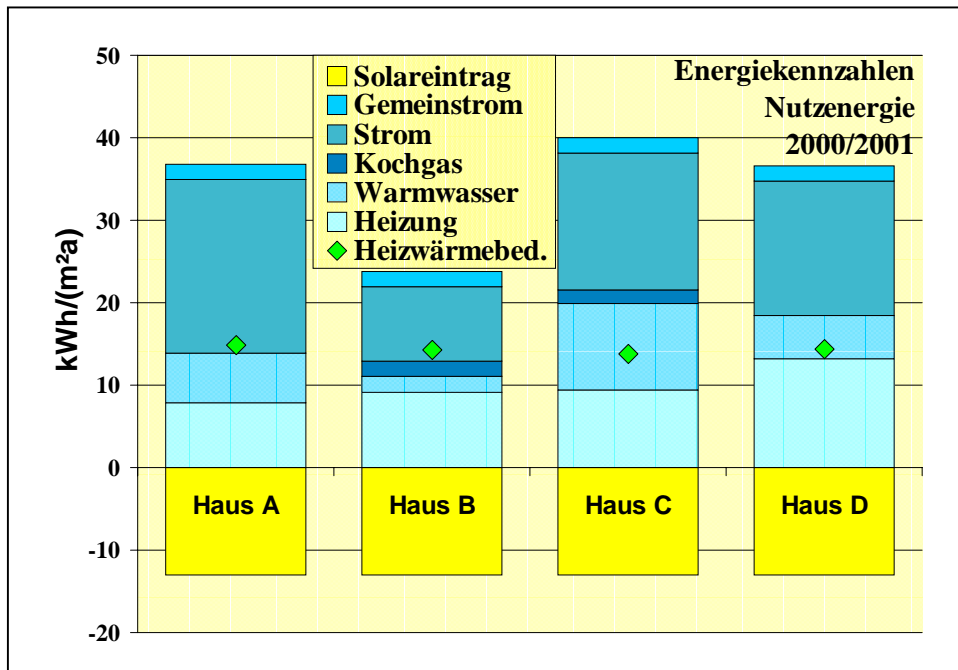 Energiekennzahlen
Nutzenergie
2000/2001
Solareintrag
Gemeinstrom
Strom
Kochgas
Warmwasser
Heizung
Heizwärmebed.
kWh/(m²a)
50
40
30
20
10
0
-10
-20
Haus A
Haus B
Haus C
Haus D